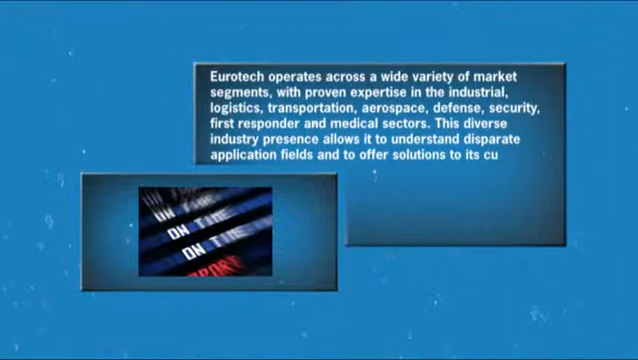 Eurotech operates across a wide variety of market
segments, with proven expertise in the industrial,
logistics, transportation, aerospace, defense, security,
first responder and medical sectors. This diverse
industry presence allows it to understand disparate
application fields and to offer solutions to its cu
ON TIME
ON TIME
ON TIME